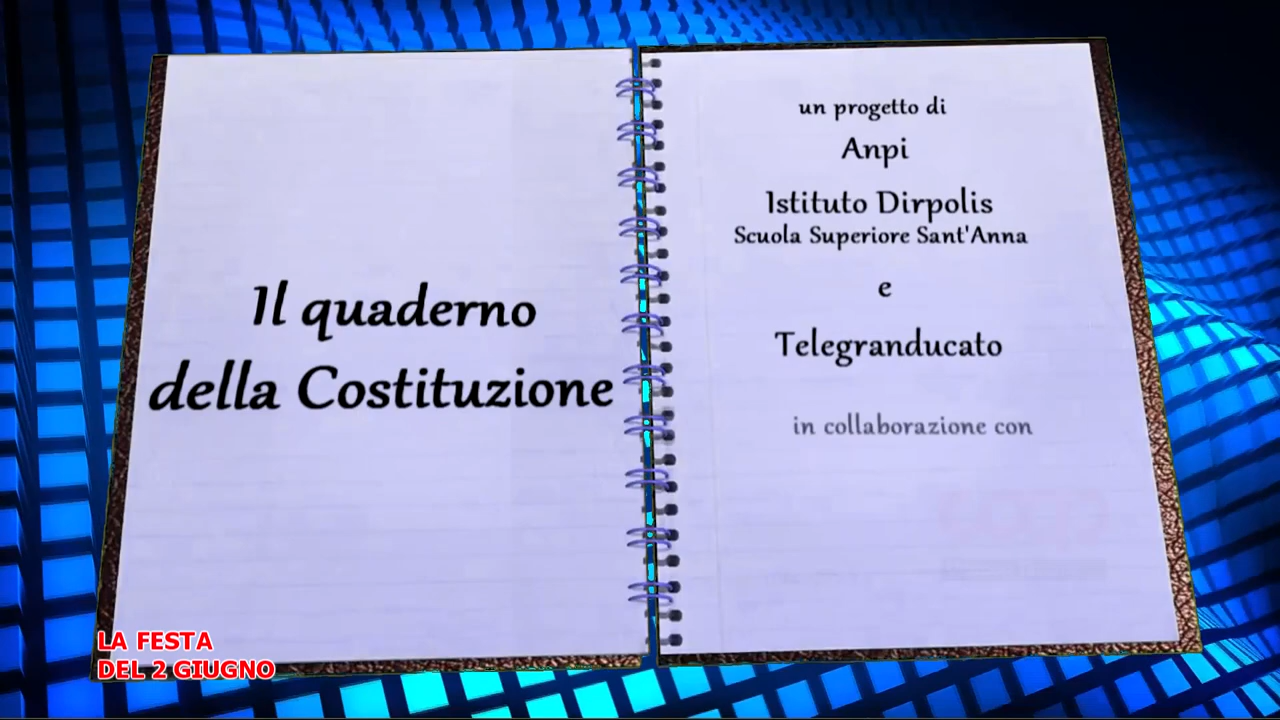 Il quaderno
della Costituzione
un progetto di
Anpi
Istituto Dirpolis
Scuola Superiore Sant'Anna
e
Telegranducato
in collaborazione con
LA FESTA
DEL 2 GIUGNO